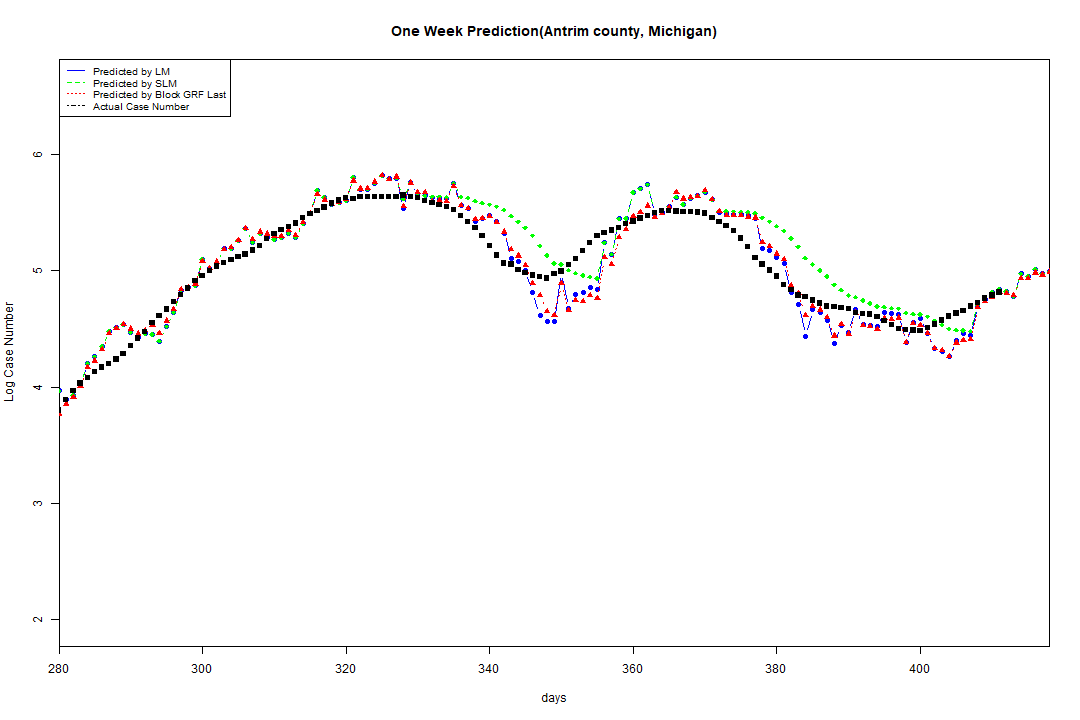 One Week Prediction(Antrim county, Michigan)
Predicted by LM
Predicted by SLM
Predicted by Block GRF Last
Actual Case Number
6
5
4
3
2
Log Case Number
280 300 320 340 360 380 400
days